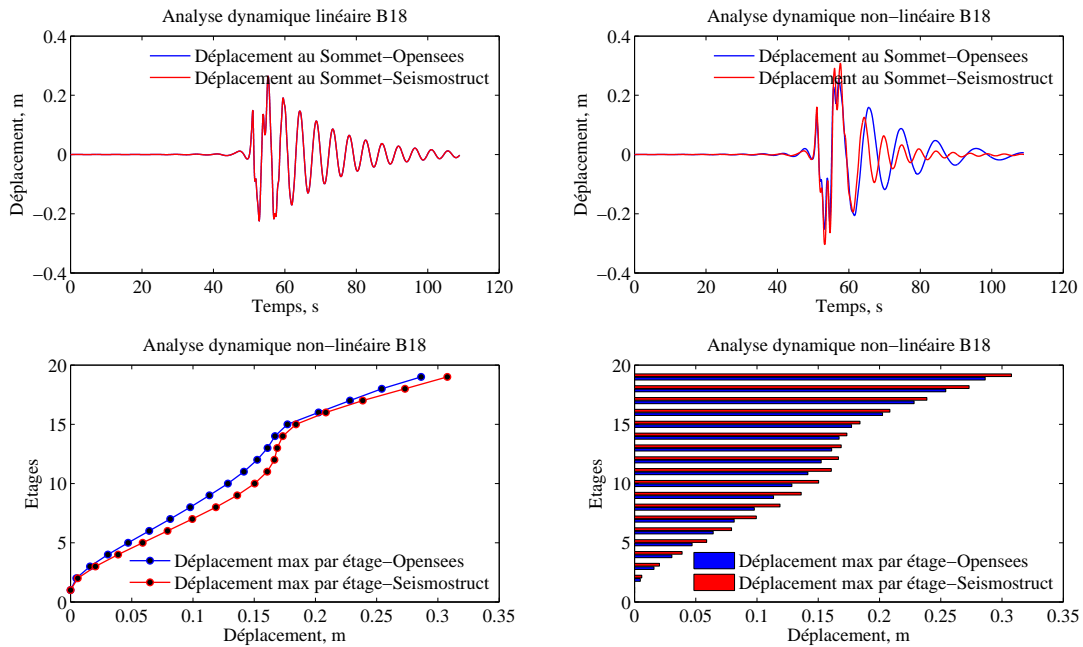 Analyse dynamique linéaire B18
Déplacement, m
0.4
0.2
0
−0.2
−0.4
Déplacement au Sommet−Opensees
Déplacement au Sommet−Seismostruct
0 20 40 60 80 100 120
Temps, s
Analyse dynamique non−linéaire B18
Déplacement, m
0.4
0.2
0
−0.2
−0.4
Déplacement au Sommet−Opensees
Déplacement au Sommet−Seismostruct
0 20 40 60 80 100 120
Temps, s
Analyse dynamique non−linéaire B18
Etages
20
15
10
5
0
Déplacement max par étage−Opensees
Déplacement max par étage−Seismostruct
0 0.05 0.1 0.15 0.2 0.25 0.3 0.35
Déplacement, m
Analyse dynamique non−linéaire B18
Etages
20
15
10
5
0
Déplacement max par étage−Opensees
Déplacement max par étage−Seismostruct
0 0.05 0.1 0.15 0.2 0.25 0.3 0.35
Déplacement, m